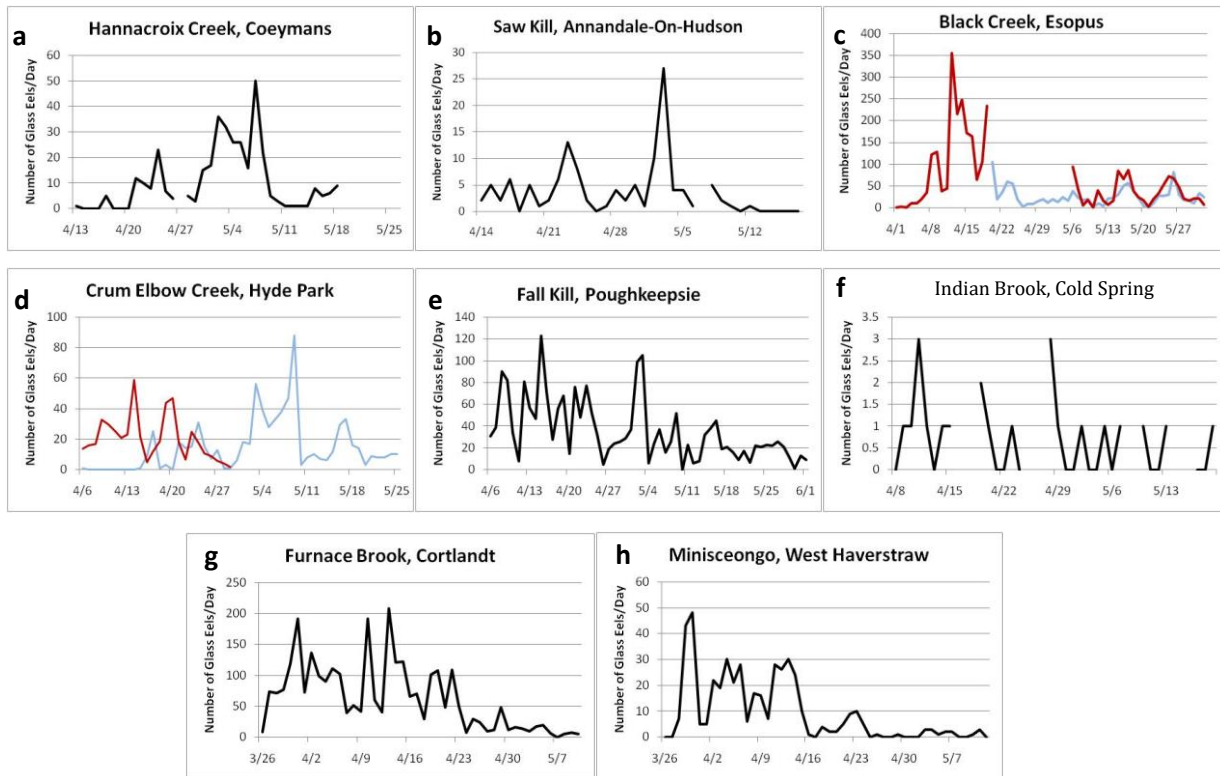 a
Hannacroix Creek, Coeymans
Number of Glass Eels/Day
60
50
40
30
20
10
0
4/13 4/20 4/27 5/4 5/11 5/18 5/25
b
Saw Kill, Annandale-On-Hudson
Number of Glass Eels/Day
30
25
20
15
10
5
0
4/14 4/21 4/28 5/5 5/12
c
Black Creek, Esopus
Number of Glass Eels/Day
400
350
300
250
200
150
100
50
0
4/1 4/8 4/15 4/22 4/29 5/6 5/13 5/20 5/27
d
Crum Elbow Creek, Hyde Park
Number of Glass Eels/Day
100
80
60
40
20
0
4/6 4/13 4/20 4/27 5/4 5/11 5/18 5/25
e
Fall Kill, Poughkeepsie
Number of Glass Eels/Day
140
120
100
80
60
40
20
0
4/6 4/13 4/20 4/27 5/4 5/11 5/18 5/25 6/1
f
Indian Brook, Cold Spring
Number of Glass Eels/Day
3.5
3
2.5
2
1.5
1
0.5
0
4/8 4/15 4/22 4/29 5/6 5/13
g
Furnace Brook, Cortlandt
Number of Glass Eels/Day
250
200
150
100
50
0
3/26 4/2 4/9 4/16 4/23 4/30 5/7
h
Minisceongo, West Haverstraw
Number of Glass Eels/Day
60
50
40
30
20
10
0
3/26 4/2 4/9 4/16 4/23 4/30 5/7